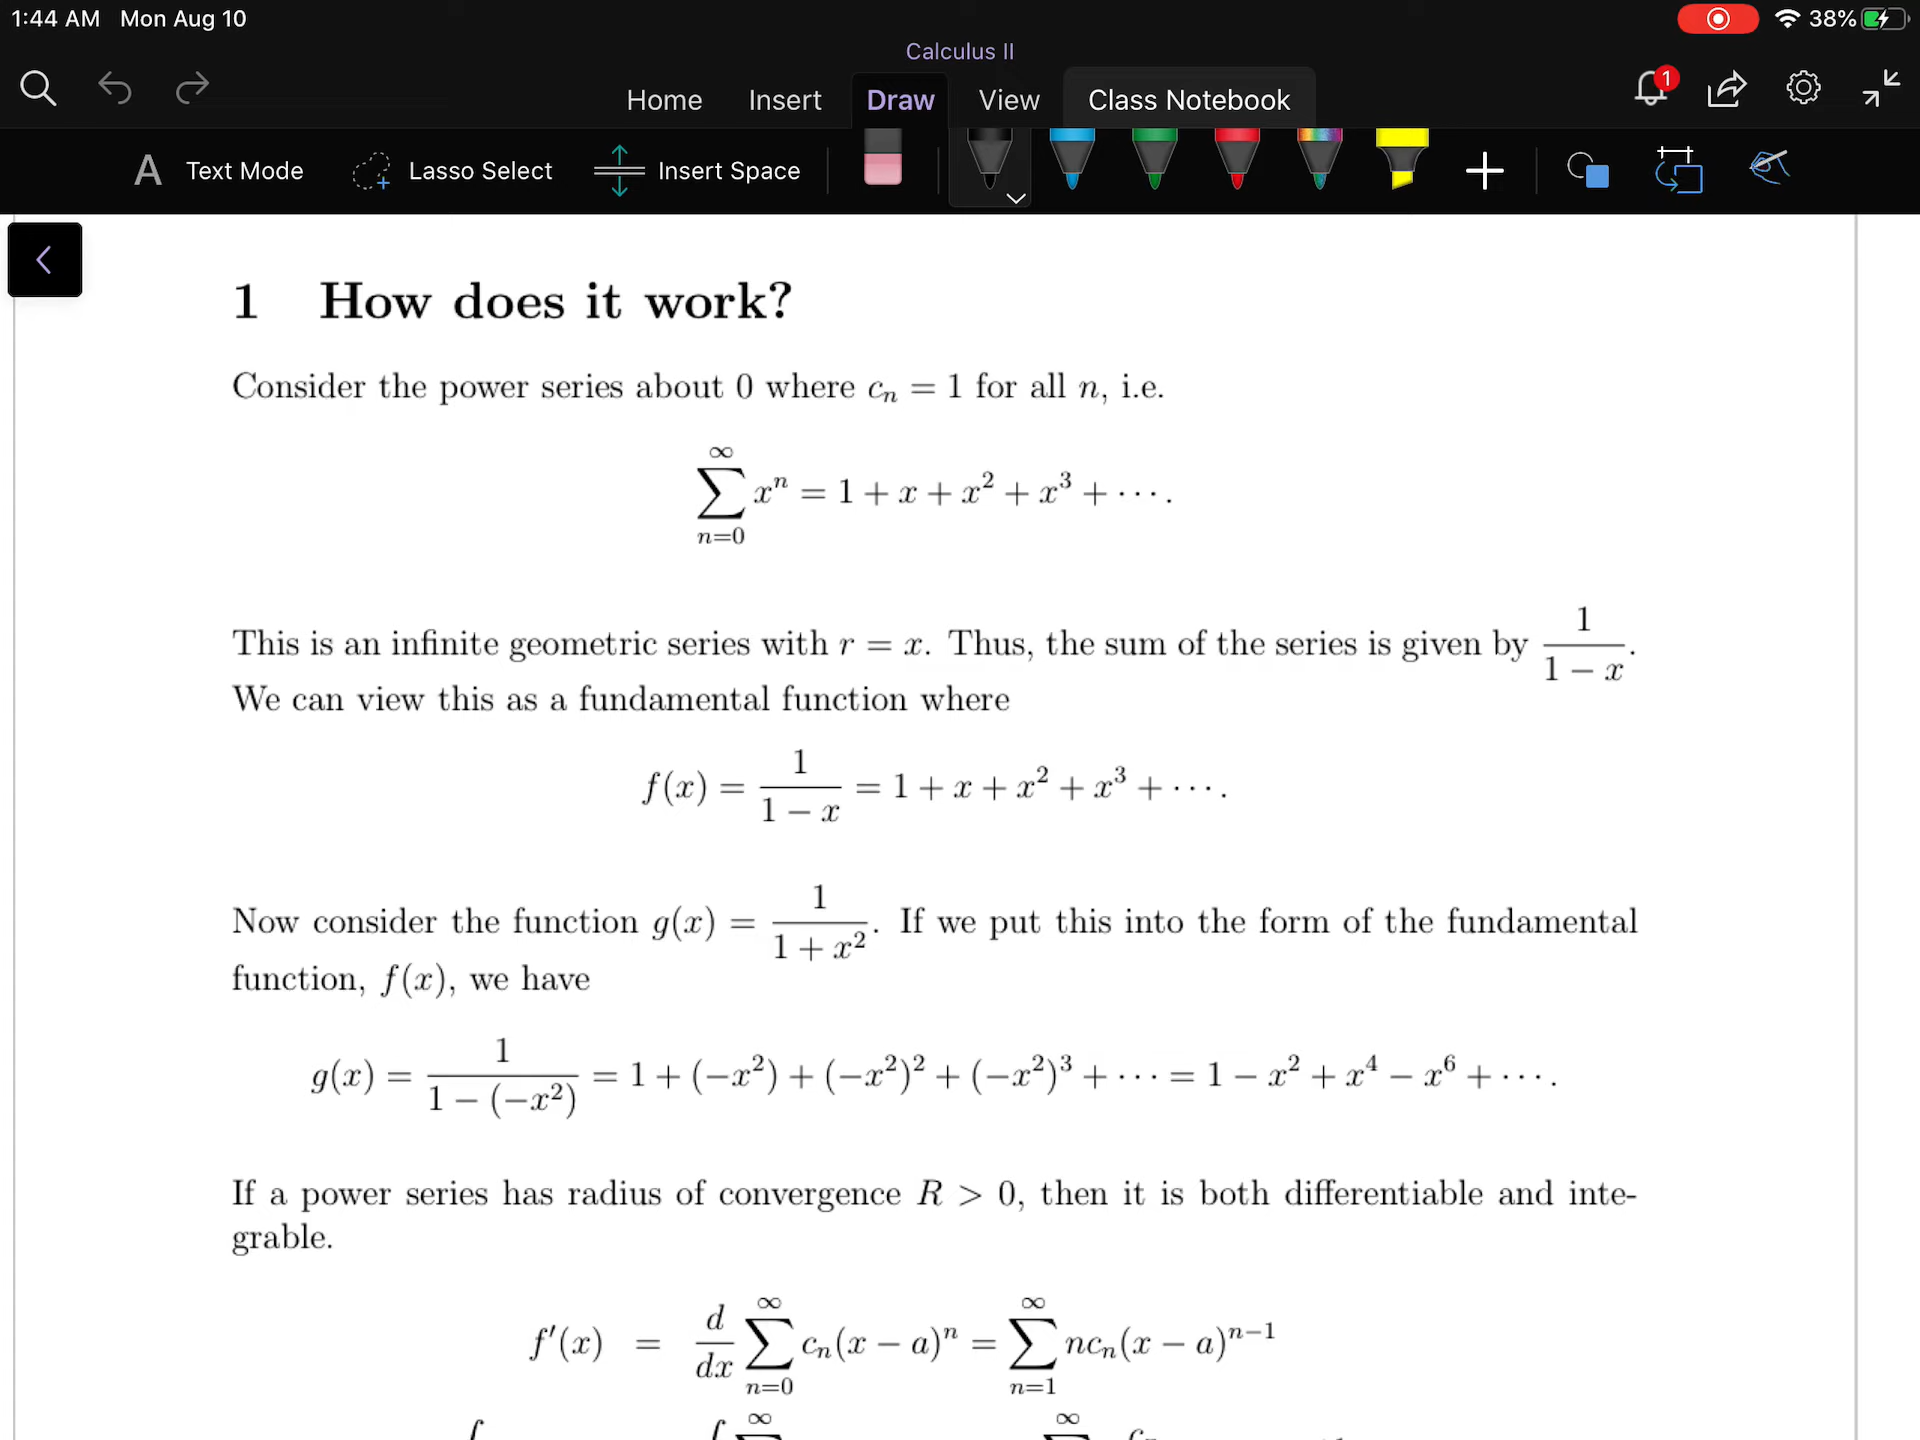 1:44 AM Mon Aug 10 38%
Calculus II
Home Insert Draw View Class Notebook 1
A Text Mode Lasso Select Insert Space
1 How does it work?
Consider the power series about 0 where cₙ = 1 for all n, i.e.
∑_{n=0}^{∞} xⁿ = 1 + x + x² + x³ + ⋯.
This is an infinite geometric series with r = x. Thus, the sum of the series is given by 1/(1 − x).
We can view this as a fundamental function where
f(x) = 1/(1 − x) = 1 + x + x² + x³ + ⋯.
Now consider the function g(x) = 1/(1 + x²). If we put this into the form of the fundamental
function, f(x), we have
g(x) = 1/(1 − (−x²)) = 1 + (−x²) + (−x²)² + (−x²)³ + ⋯ = 1 − x² + x⁴ − x⁶ + ⋯.
If a power series has radius of convergence R > 0, then it is both differentiable and inte-
grable.
f′(x) = d/dx ∑_{n=0}^{∞} cₙ(x − a)ⁿ = ∑_{n=1}^{∞} ncₙ(x − a)ⁿ⁻¹